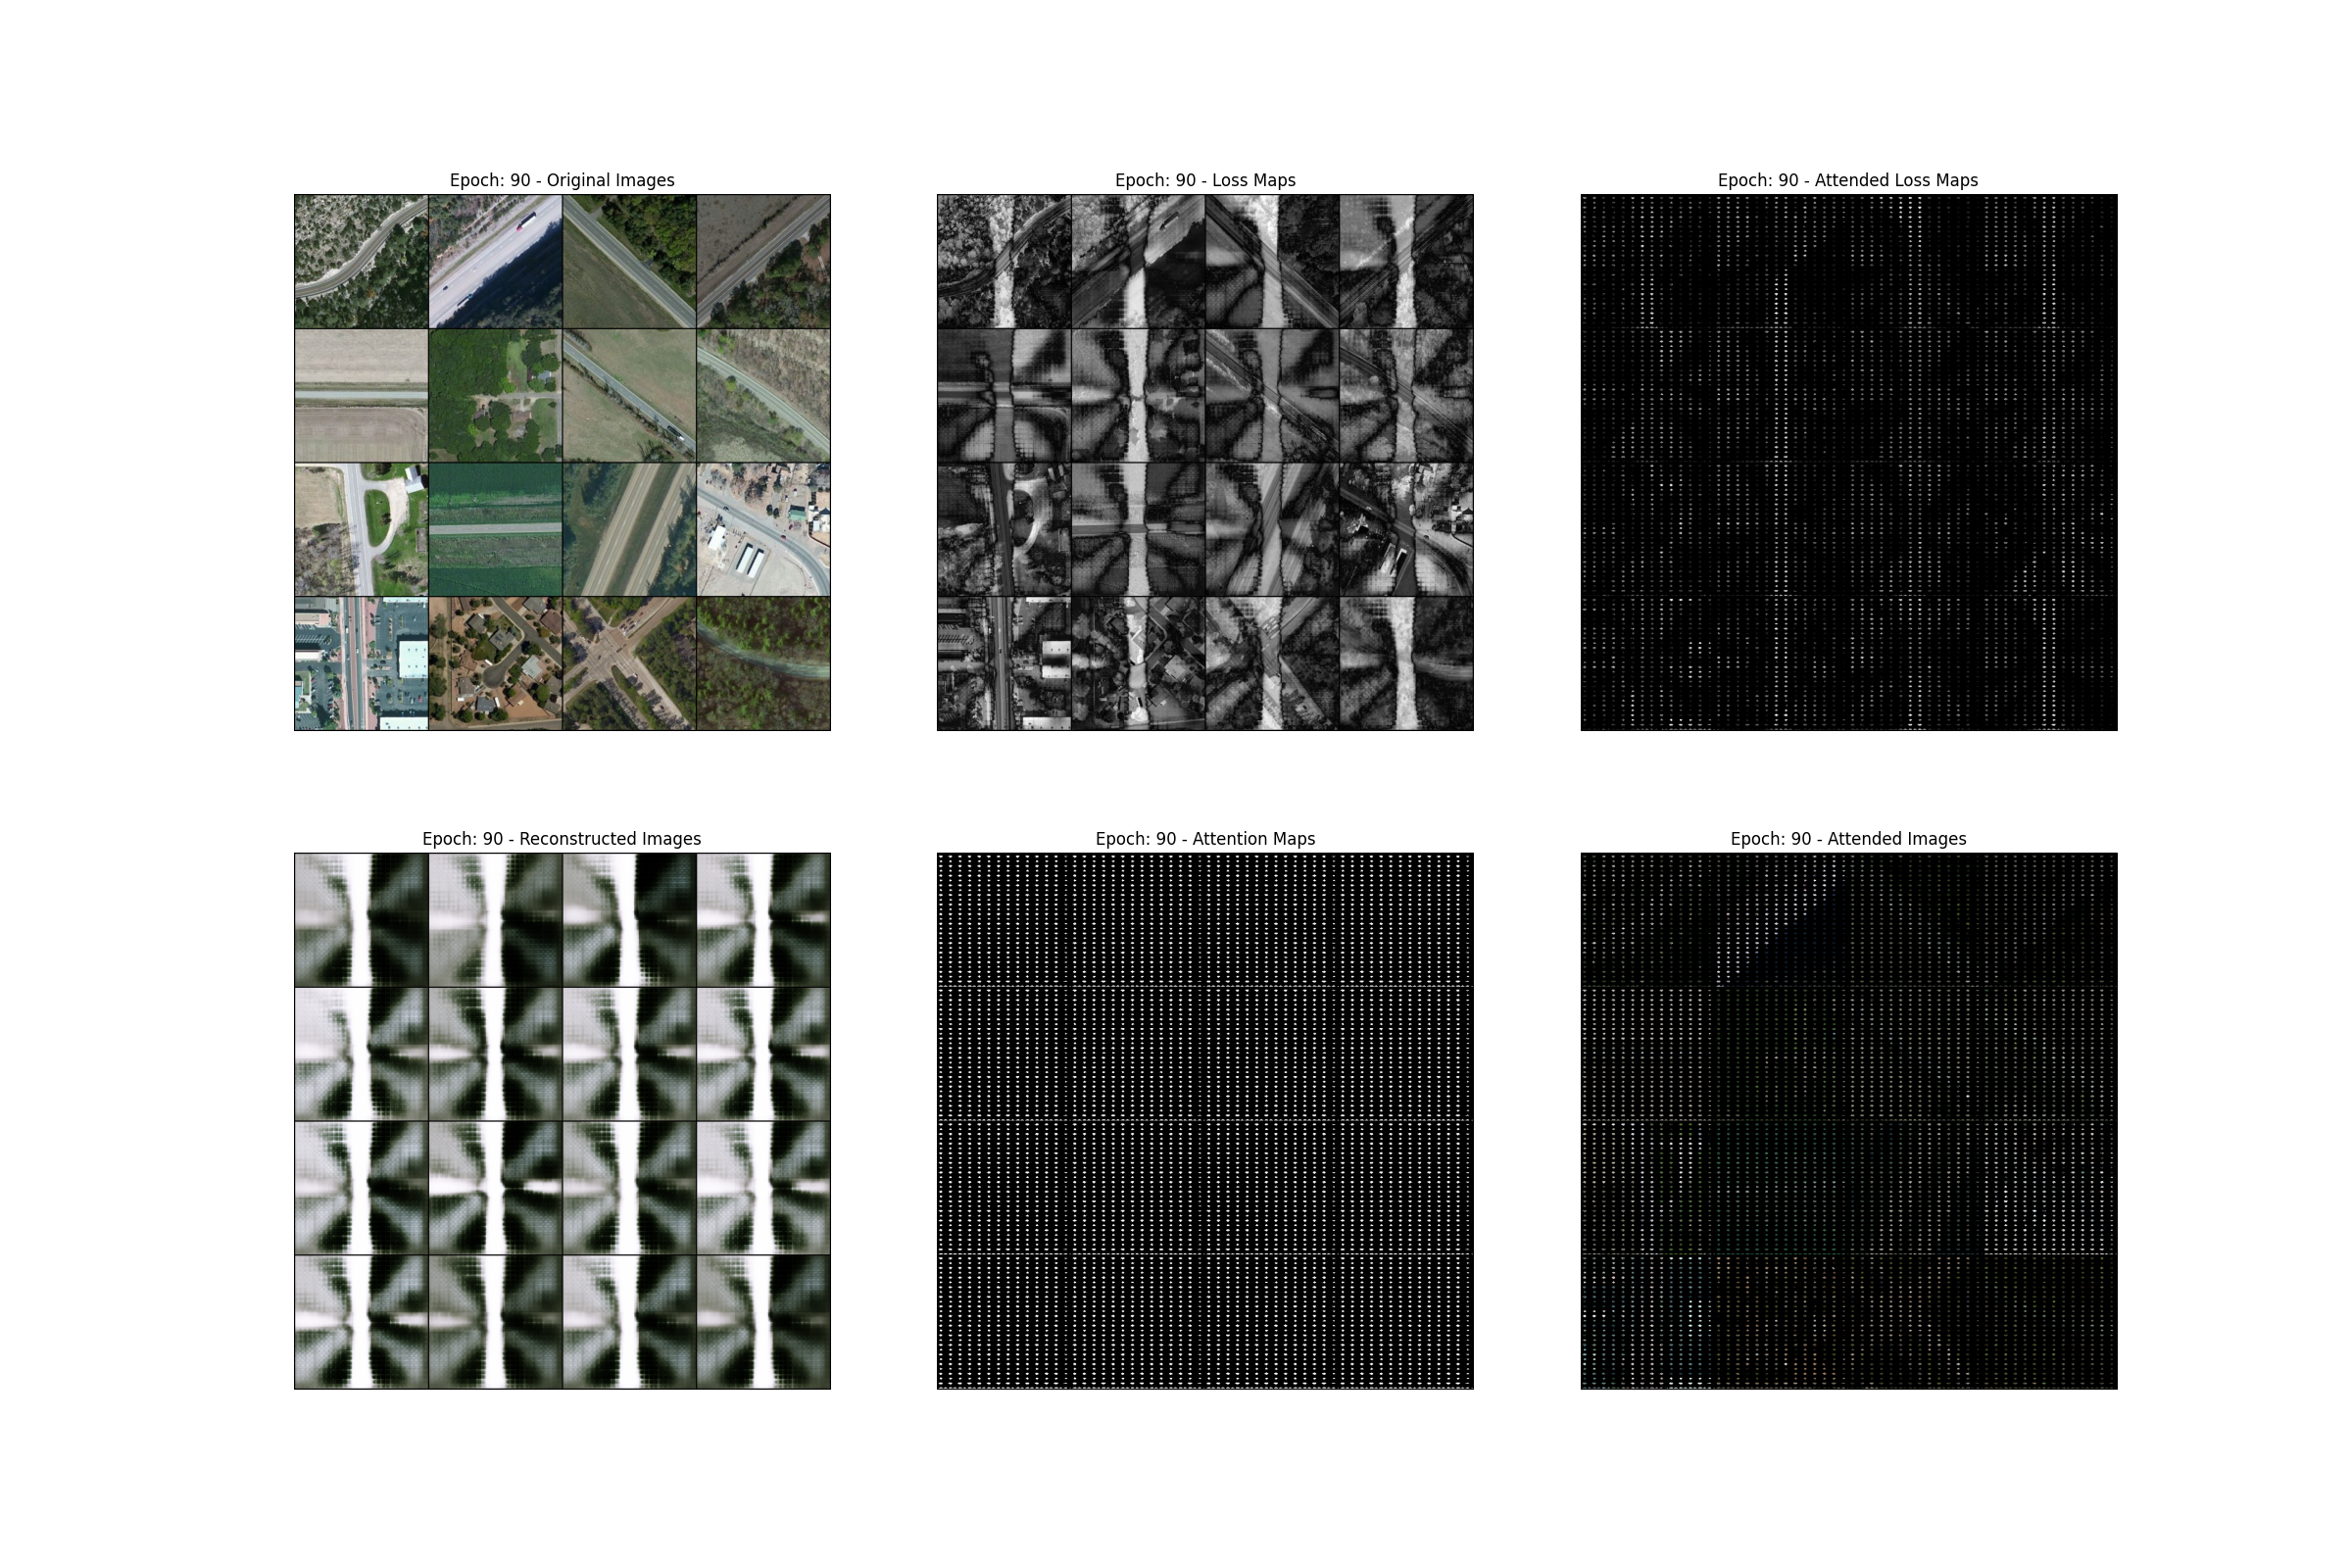 Epoch: 90 - Original Images
Epoch: 90 - Loss Maps
Epoch: 90 - Attended Loss Maps
Epoch: 90 - Reconstructed Images
Epoch: 90 - Attention Maps
Epoch: 90 - Attended Images